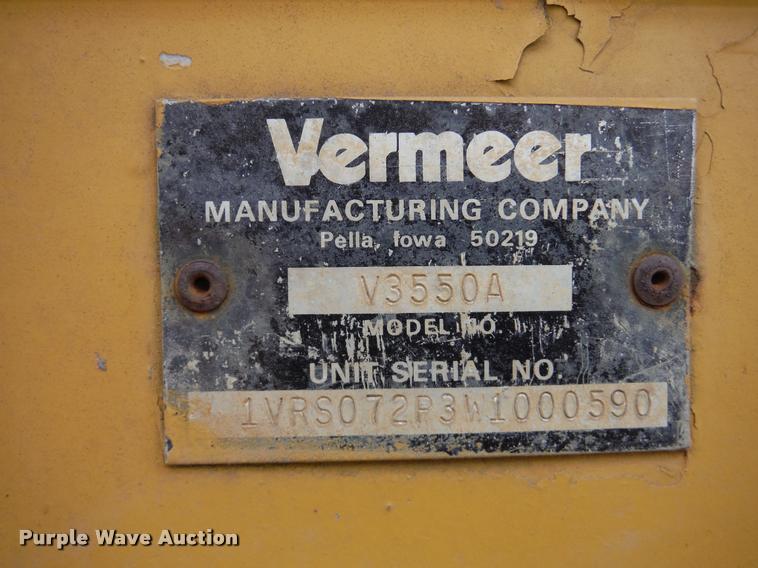 Vermeer
MANUFACTURING COMPANY
Pella, Iowa 50219
V3550A
MODEL NO.
UNIT SERIAL NO.
1VRS072P3W1000590
Purple Wave Auction